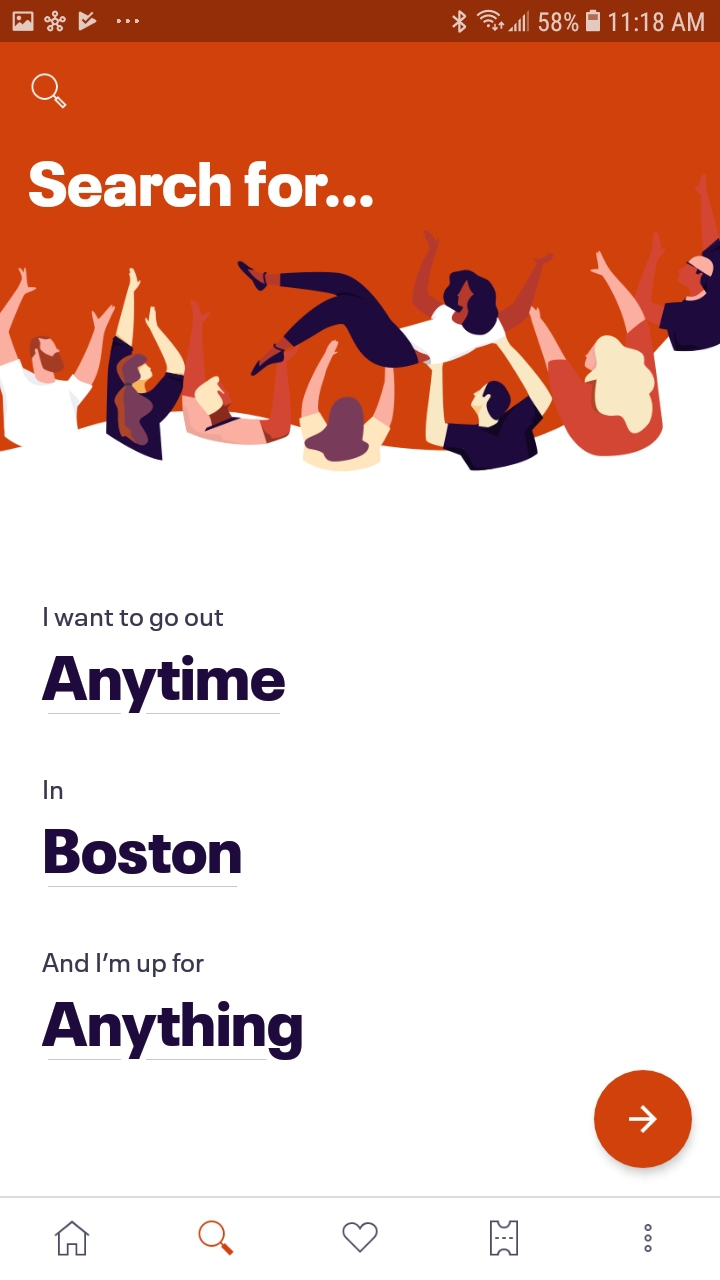 58% 11:18 AM
Search for...
I want to go out
Anytime
In
Boston
And I'm up for
Anything